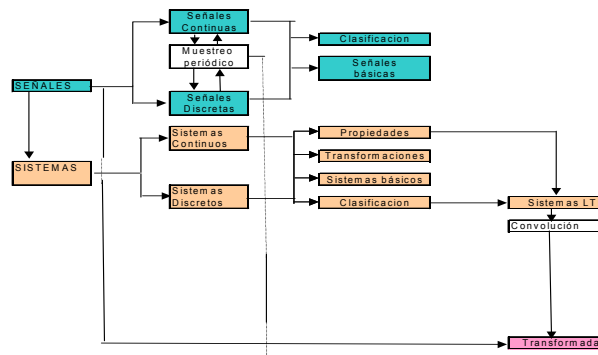 Señales
Continuas
Muestreo
periódico
Señales
Discretas
Clasificacion
Señales
básicas
SEÑALES
SISTEMAS
Sistemas
Continuos
Sistemas
Discretos
Propiedades
Transformaciones
Sistemas básicos
Clasificacion
Sistemas LT
Convolución
Transformada